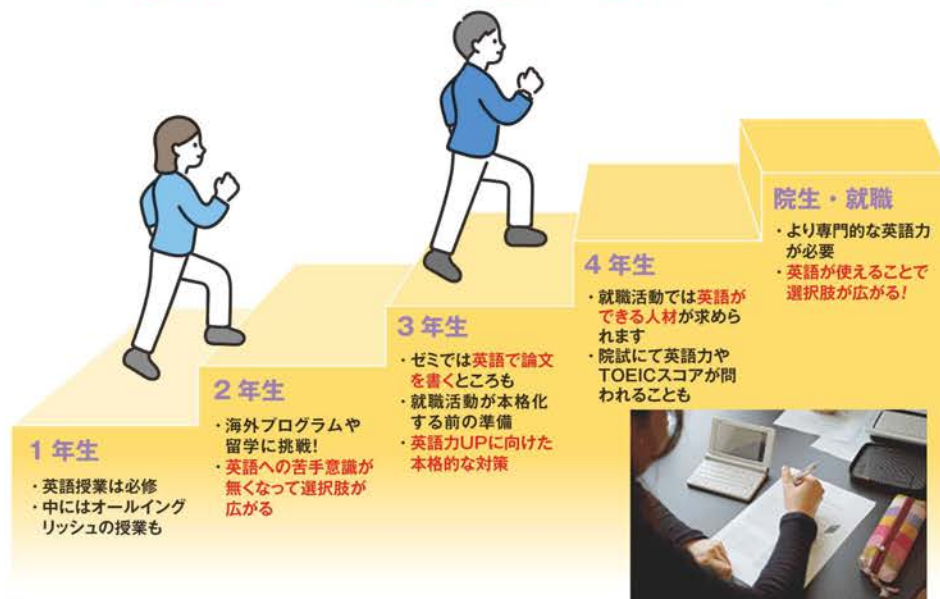 1年生
・英語授業は必修
・中にはオールイング
リッシュの授業も
2年生
・海外プログラムや
留学に挑戦!
・英語への苦手意識が
無くなって選択肢が
広がる
3年生
・ゼミでは英語で論文
を書くところも
・就職活動が本格化
する前の準備
・英語力UPに向けた
本格的な対策
4年生
・就職活動では英語が
できる人材が求めら
れます
・院試にて英語力や
TOEICスコアが問
われることも
院生・就職
・より専門的な英語力
が必要
・英語が使えることで
選択肢が広がる!